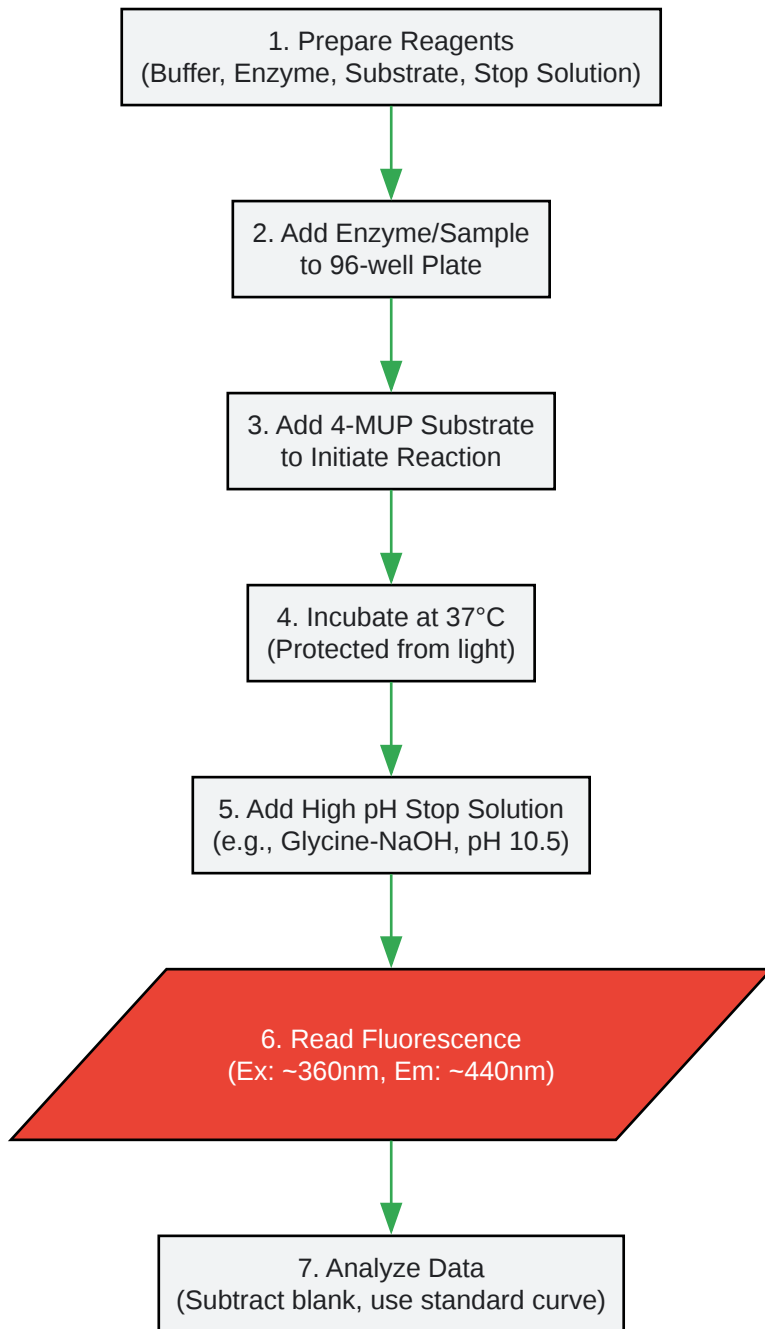 1. Prepare Reagents
(Buffer, Enzyme, Substrate, Stop Solution)
2. Add Enzyme/Sample
to 96-well Plate
3. Add 4-MUP Substrate
to Initiate Reaction
4. Incubate at 37°C
(Protected from light)
5. Add High pH Stop Solution
(e.g., Glycine-NaOH, pH 10.5)
6. Read Fluorescence
(Ex: ~360nm, Em: ~440nm)
7. Analyze Data
(Subtract blank, use standard curve)